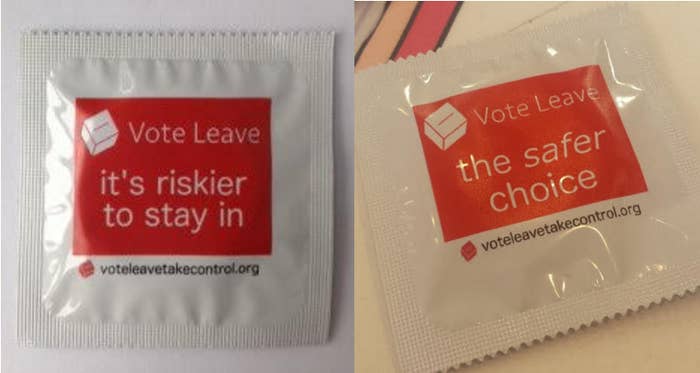 Vote Leave
it's riskier
to stay in
voteleavetakecontrol.org
Vote Leave
the safer
choice
voteleavetakecontrol.org